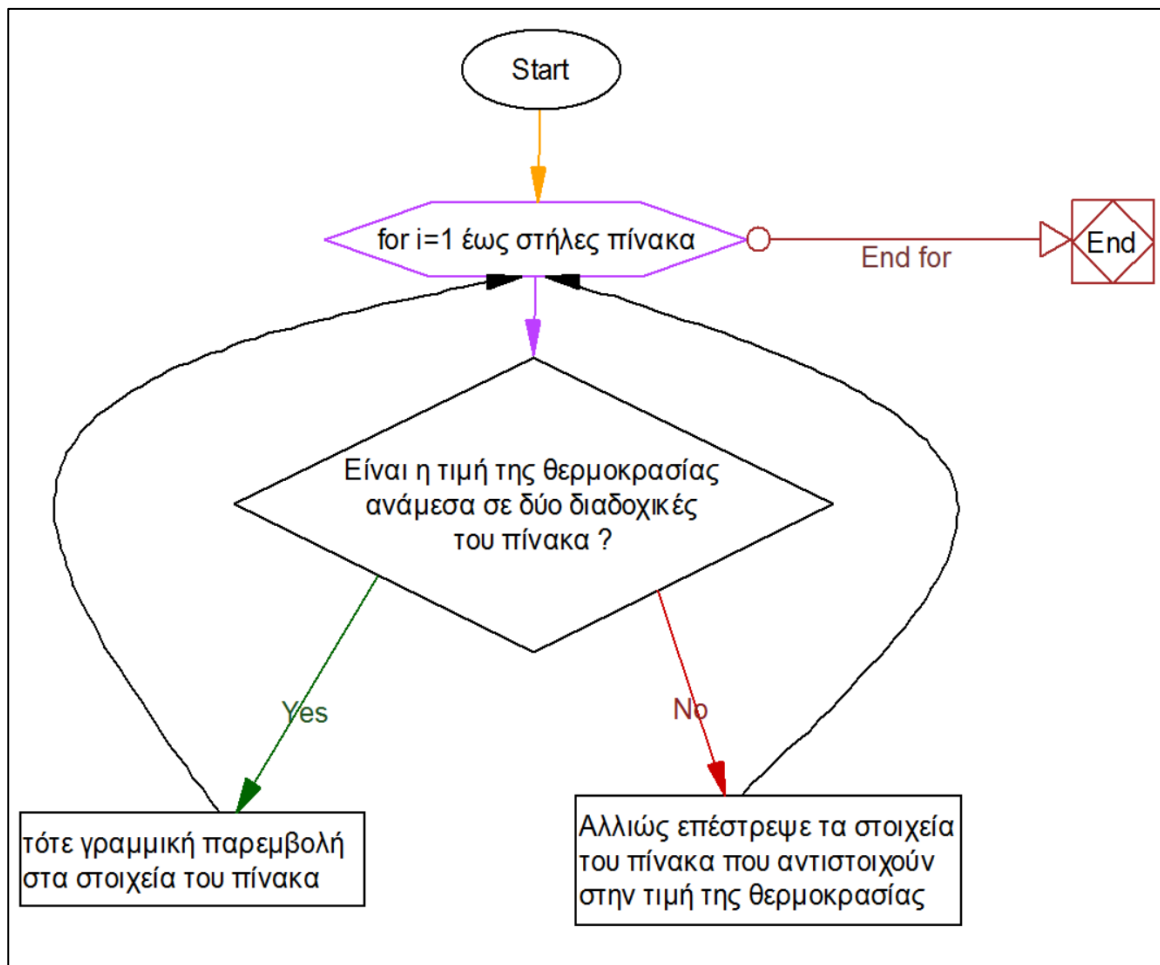 Start
for i=1 έως στήλες πίνακα
End for
End
Είναι η τιμή της θερμοκρασίας
ανάμεσα σε δύο διαδοχικές
του πίνακα ?
Yes
No
τότε γραμμική παρεμβολή
στα στοιχεία του πίνακα
Αλλιώς επέστρεψε τα στοιχεία
του πίνακα που αντιστοιχούν
στην τιμή της θερμοκρασίας